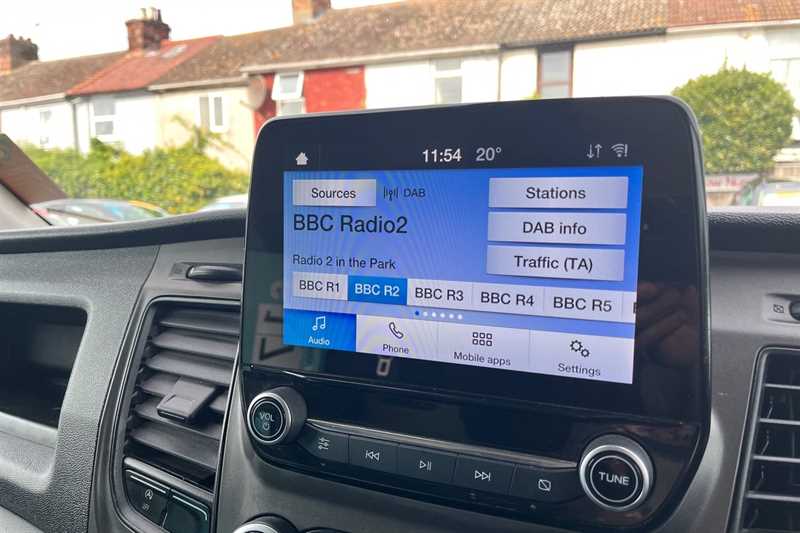 11:54 20°
Sources
DAB
Stations
BBC Radio2
DAB info
Radio 2 in the Park
Traffic (TA)
BBC R1
BBC R2
BBC R3
BBC R4
BBC R5
Audio
Phone
Mobile apps
Settings
VOL
TUNE